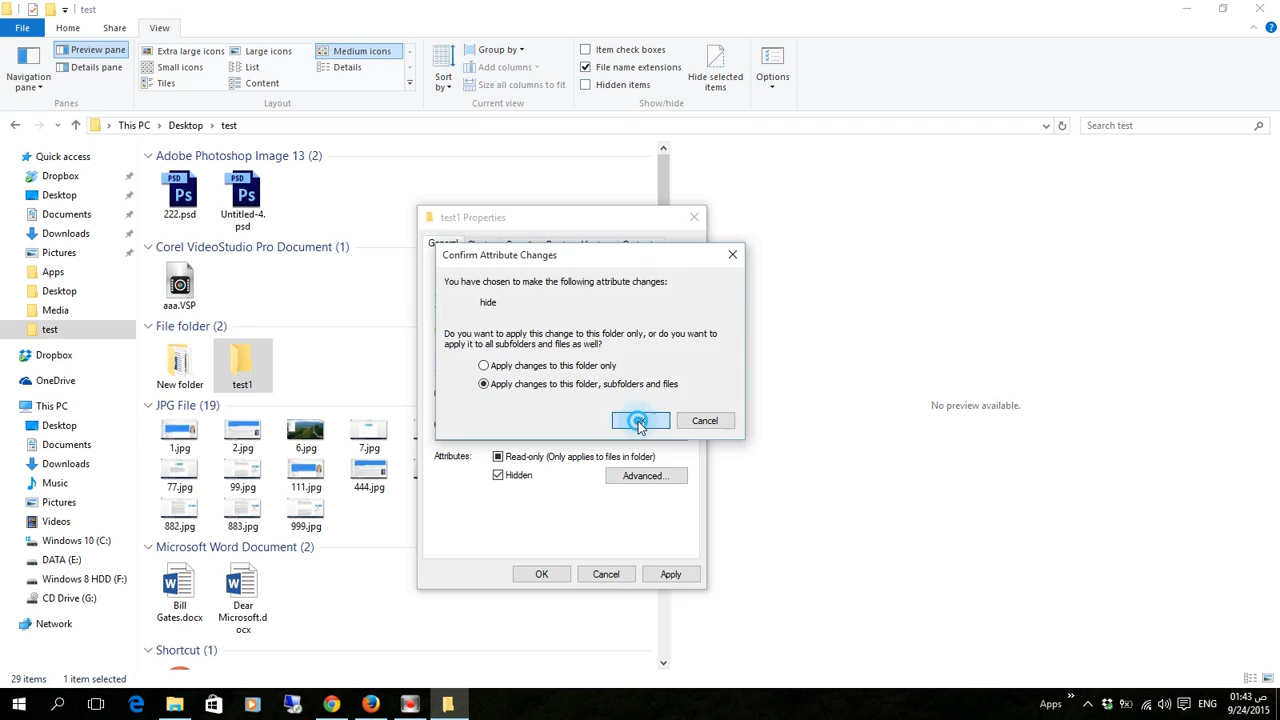 test
File
Home
Share
View
Navigation pane
Preview pane
Details pane
Panes
Extra large icons
Large icons
Medium icons
Small icons
List
Details
Tiles
Content
Layout
Sort by
Group by
Add columns
Size all columns to fit
Current view
Item check boxes
File name extensions
Hidden items
Hide selected items
Show/hide
Options
This PC
Desktop
test
Search test
Quick access
Dropbox
Desktop
Documents
Downloads
Pictures
Apps
Desktop
Media
test
Dropbox
OneDrive
This PC
Desktop
Documents
Downloads
Music
Pictures
Videos
Windows 10 (C:)
DATA (E:)
Windows 8 HDD (F:)
CD Drive (G:)
Network
Adobe Photoshop Image 13 (2)
PSD
Ps
PSD
Ps
222.psd
Untitled-4.
psd
Corel VideoStudio Pro Document (1)
aaa.VSP
File folder (2)
New folder
test1
JPG File (19)
1.jpg
2.jpg
6.jpg
7.jpg
77.jpg
99.jpg
111.jpg
444.jpg
882.jpg
883.jpg
999.jpg
Microsoft Word Document (2)
Bill
Gates.docx
Dear
Microsoft.d
ocx
Shortcut (1)
test1 Properties
Confirm Attribute Changes
You have chosen to make the following attribute changes:
hide
Do you want to apply this change to this folder only, or do you want to
apply it to all subfolders and files as well?
Apply changes to this folder only
Apply changes to this folder, subfolders and files
Cancel
Attributes:
Read-only (Only applies to files in folder)
Hidden
Advanced...
OK
Cancel
Apply
No preview available.
29 items
1 item selected
Apps
ENG
01:43 ص
9/24/2015